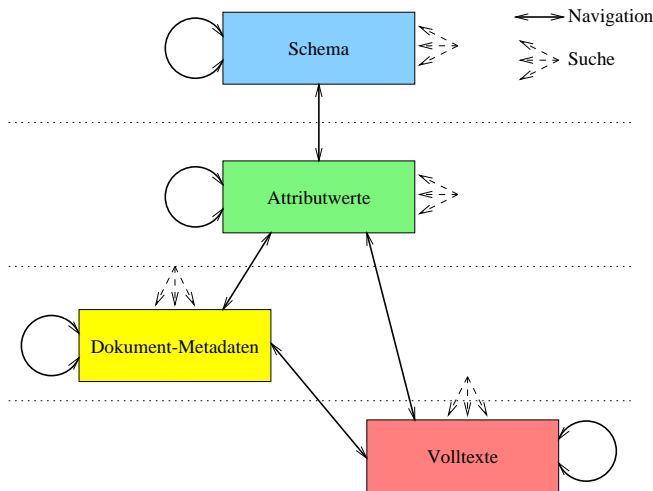 Navigation
Schema
Suche
Attributwerte
Dokument-Metadaten
Volltexte